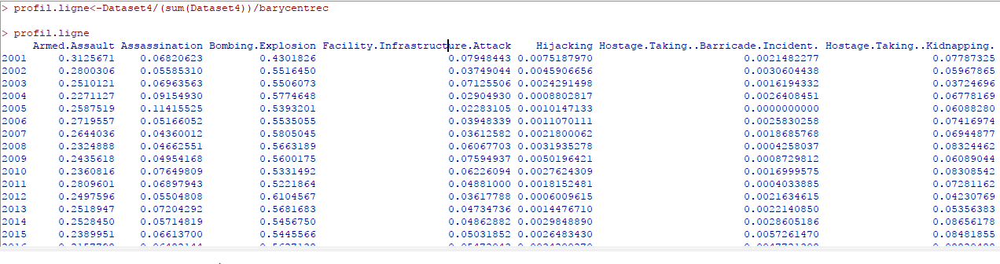 > profil.ligne<-Dataset4/(sum(Dataset4))/barycentrec
> profil.ligne
Armed.Assault Assassination Bombing.Explosion Facility.Infrastructure.Attack Hijacking Hostage.Taking..Barricade.Incident. Hostage.Taking..Kidnapping.
2001 0.3125671 0.06820623 0.4301826 0.07948443 0.0075187970 0.0021482277 0.07787325
2002 0.2800306 0.05585310 0.5516450 0.03749044 0.0045906656 0.0030604438 0.05967865
2003 0.2510121 0.06963563 0.5506073 0.07125506 0.0024291498 0.0016194332 0.03724696
2004 0.2271127 0.09154930 0.5774648 0.02904930 0.0008802817 0.0026408451 0.06778169
2005 0.2587519 0.11415525 0.5393201 0.02283105 0.0010147133 0.0000000000 0.06088280
2006 0.2719557 0.05166052 0.5535055 0.03948339 0.0011070111 0.0025830258 0.07416974
2007 0.2644036 0.04360012 0.5805045 0.03612582 0.0021800062 0.0018685768 0.06944877
2008 0.2324888 0.04662551 0.5663189 0.06067703 0.0031935278 0.0004258037 0.08324462
2009 0.2435618 0.04954168 0.5600175 0.07594937 0.0050196421 0.0008729812 0.06089044
2010 0.2360816 0.07649809 0.5331492 0.06226094 0.0027624309 0.0016999575 0.08308542
2011 0.2809601 0.06897943 0.5221864 0.04881000 0.0018152481 0.0004033885 0.07281162
2012 0.2497596 0.05504808 0.6104567 0.03617788 0.0006009615 0.0021634615 0.04230769
2013 0.2518947 0.07204292 0.5681683 0.04734736 0.0014476710 0.0022140850 0.05356383
2014 0.2528450 0.05714819 0.5456750 0.04862882 0.0029848890 0.0028605186 0.08656178
2015 0.2389951 0.06613700 0.5445566 0.05031852 0.0026483430 0.0057261470 0.08481855